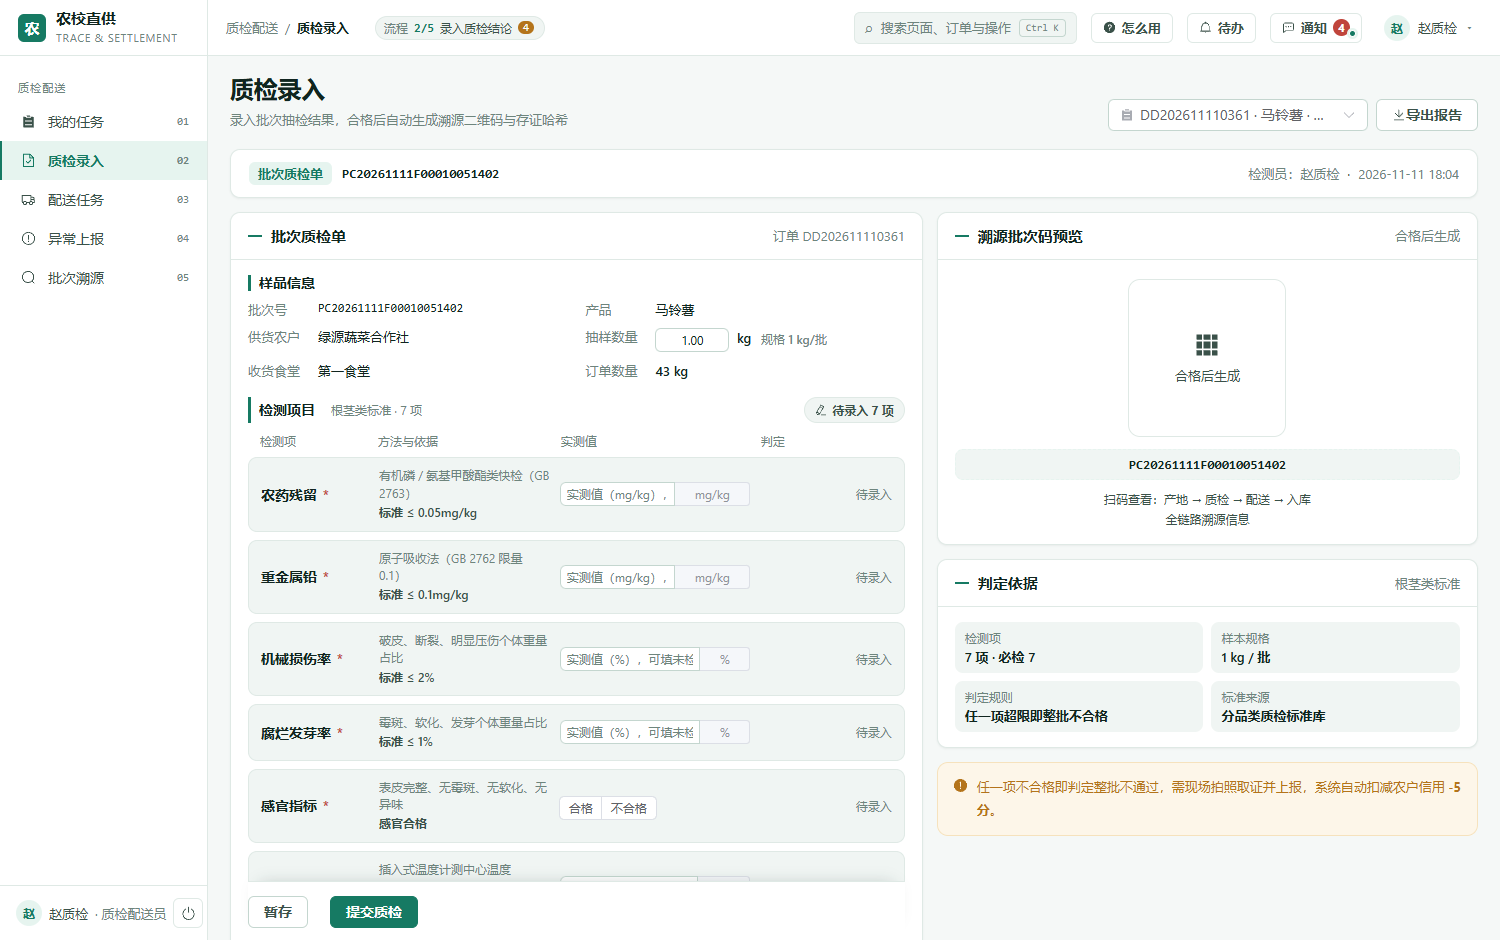 农
农校直供
TRACE & SETTLEMENT
质检配送 / 质检录入
流程 2/5 录入质检结论 4
搜索页面、订单与操作 Ctrl K
怎么用
待办
通知 4
赵 赵质检
质检配送
我的任务 01
质检录入 02
配送任务 03
异常上报 04
批次溯源 05
质检录入
录入批次抽检结果，合格后自动生成溯源二维码与存证哈希
DD202611110361 · 马铃薯 · ...
导出报告
批次质检单 PC20261111F00010051402
检测员：赵质检 · 2026-11-11 18:04
批次质检单
订单 DD202611110361
样品信息
批次号 PC20261111F00010051402
产品 马铃薯
供货农户 绿源蔬菜合作社
抽样数量 1.00 kg 规格 1 kg/批
收货食堂 第一食堂
订单数量 43 kg
检测项目 根茎类标准 · 7 项
待录入 7 项
检测项 方法与依据 实测值 判定
农药残留 *
有机磷 / 氨基甲酸酯类快检（GB
2763）
标准 ≤ 0.05mg/kg
实测值（mg/kg）， mg/kg
待录入
重金属铅 *
原子吸收法（GB 2762 限量
0.1）
标准 ≤ 0.1mg/kg
实测值（mg/kg）， mg/kg
待录入
机械损伤率 *
破皮、断裂、明显压伤个体重量
占比
标准 ≤ 2%
实测值（%），可填未检 %
待录入
腐烂发芽率 *
霉斑、软化、发芽个体重量占比
标准 ≤ 1%
实测值（%），可填未检 %
待录入
感官指标 *
表皮完整、无霉斑、无软化、无
异味
感官合格
合格 不合格
待录入
插入式温度计测中心温度
暂存
提交质检
溯源批次码预览
合格后生成
合格后生成
PC20261111F00010051402
扫码查看：产地 → 质检 → 配送 → 入库
全链路溯源信息
判定依据
根茎类标准
检测项
7 项 · 必检 7
样本规格
1 kg / 批
判定规则
任一项超限即整批不合格
标准来源
分品类质检标准库
任一项不合格即判定整批不通过，需现场拍照取证并上报，系统自动扣减农户信用 -5
分。
赵 赵质检 · 质检配送员